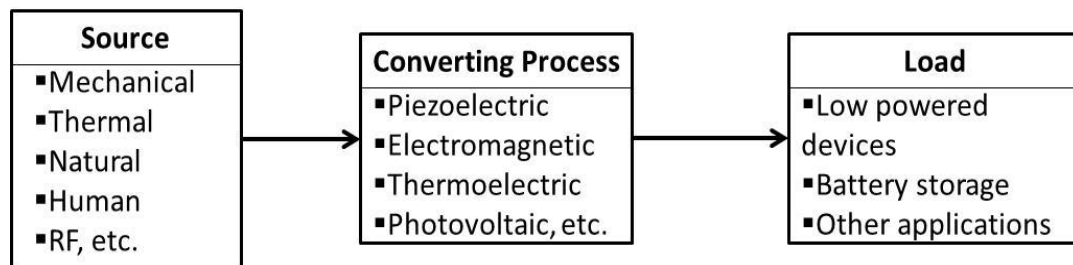 Source
▪Mechanical
▪Thermal
▪Natural
▪Human
▪RF, etc.
Converting Process
▪Piezoelectric
▪Electromagnetic
▪Thermoelectric
▪Photovoltaic, etc.
Load
▪Low powered
devices
▪Battery storage
▪Other applications